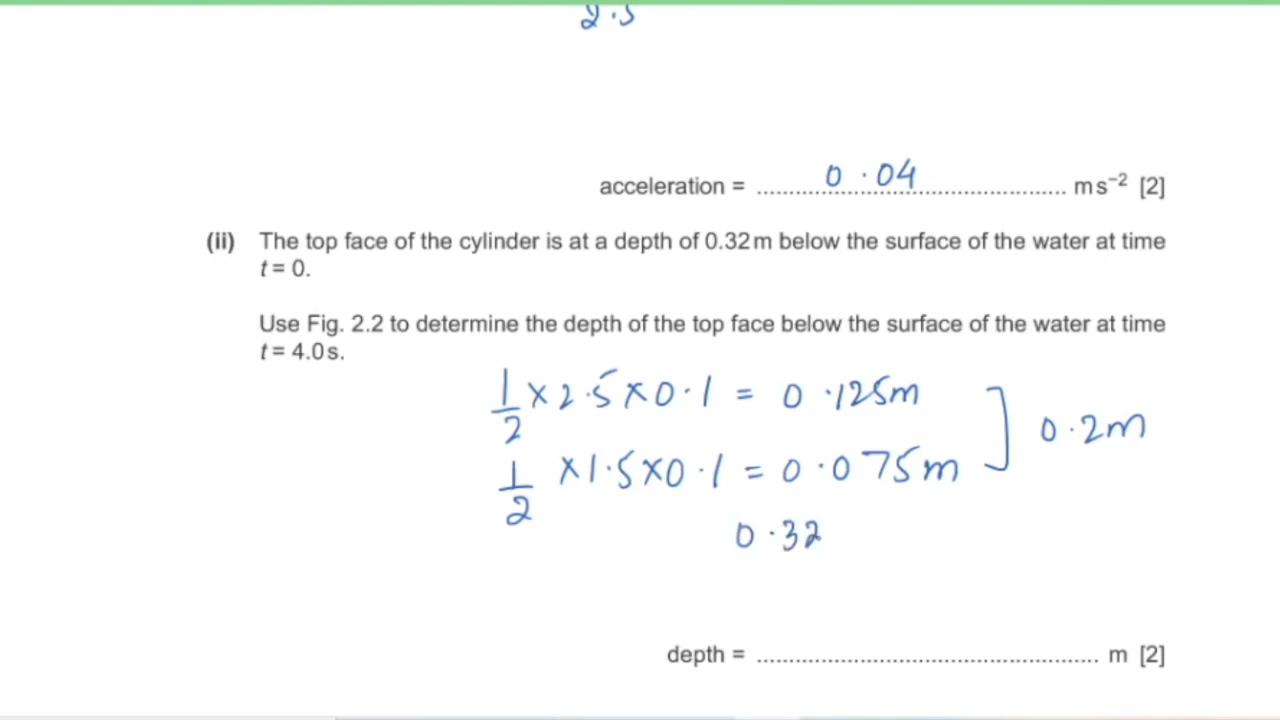 2.5
acceleration = .......... 0.04 .......... m s⁻² [2]
(ii) The top face of the cylinder is at a depth of 0.32 m below the surface of the water at time
t = 0.
Use Fig. 2.2 to determine the depth of the top face below the surface of the water at time
t = 4.0 s.
1/2 × 2.5 × 0.1 = 0.125m
1/2 × 1.5 × 0.1 = 0.075m ] 0.2m
0.32
depth = .......... m [2]